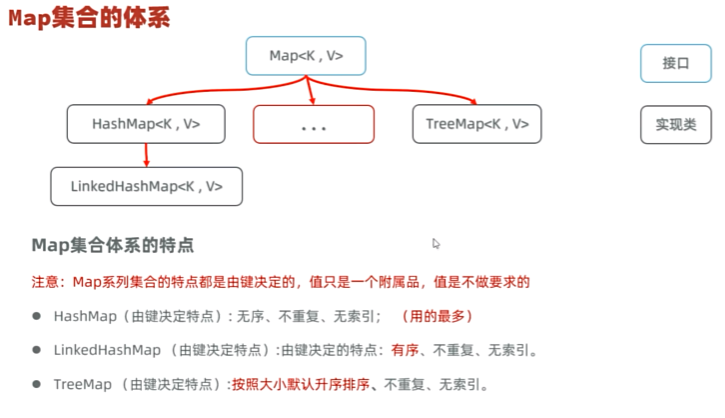 Map集合的体系
Map<K , V>
接口
HashMap<K , V>
...
TreeMap<K , V>
实现类
LinkedHashMap<K , V>
Map集合体系的特点
注意：Map系列集合的特点都是由键决定的，值只是一个附属品，值是不做要求的
● HashMap（由键决定特点）: 无序、不重复、无索引； （用的最多）
● LinkedHashMap （由键决定特点）:由键决定的特点：有序、不重复、无索引。
● TreeMap （由键决定特点）:按照大小默认升序排序、不重复、无索引。